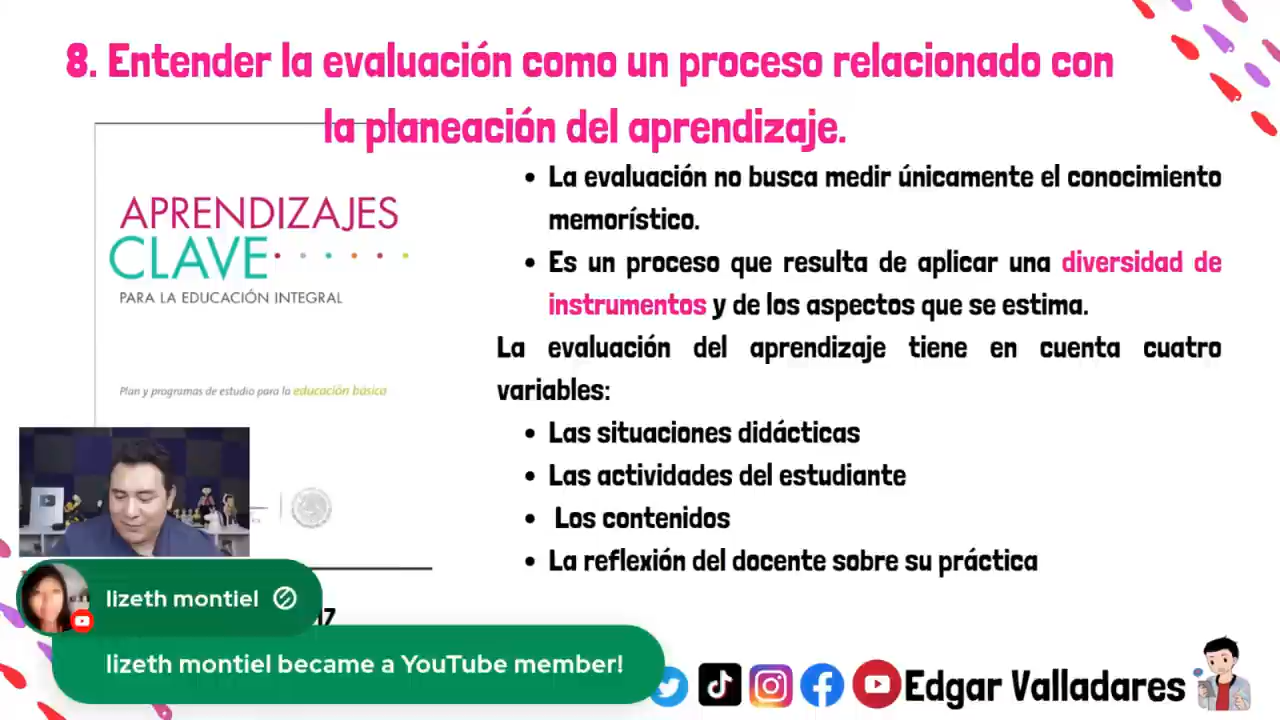 8. Entender la evaluación como un proceso relacionado con
la planeación del aprendizaje.
APRENDIZAJES
CLAVE
PARA LA EDUCACIÓN INTEGRAL
Plan y programas de estudio para la educación básica
• La evaluación no busca medir únicamente el conocimiento
memorístico.
• Es un proceso que resulta de aplicar una diversidad de
instrumentos y de los aspectos que se estima.
La evaluación del aprendizaje tiene en cuenta cuatro
variables:
• Las situaciones didácticas
• Las actividades del estudiante
• Los contenidos
• La reflexión del docente sobre su práctica
lizeth montiel
17
lizeth montiel became a YouTube member!
Edgar Valladares